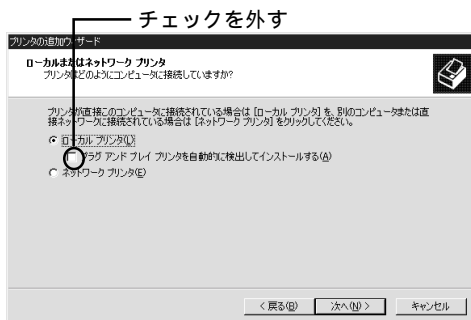 チェックを外す
プリンタの追加ウィザード
ローカルまたはネットワーク プリンタ
プリンタはどのようにコンピュータに接続していますか?
プリンタが直接このコンピュータに接続されている場合は [ローカル プリンタ] を、別のコンピュータまたは直
接ネットワークに接続されている場合は [ネットワーク プリンタ] をクリックしてください。
ローカル プリンタ(L)
プラグ アンド プレイ プリンタを自動的に検出してインストールする(A)
ネットワーク プリンタ(E)
< 戻る(B)
次へ(N) >
キャンセル